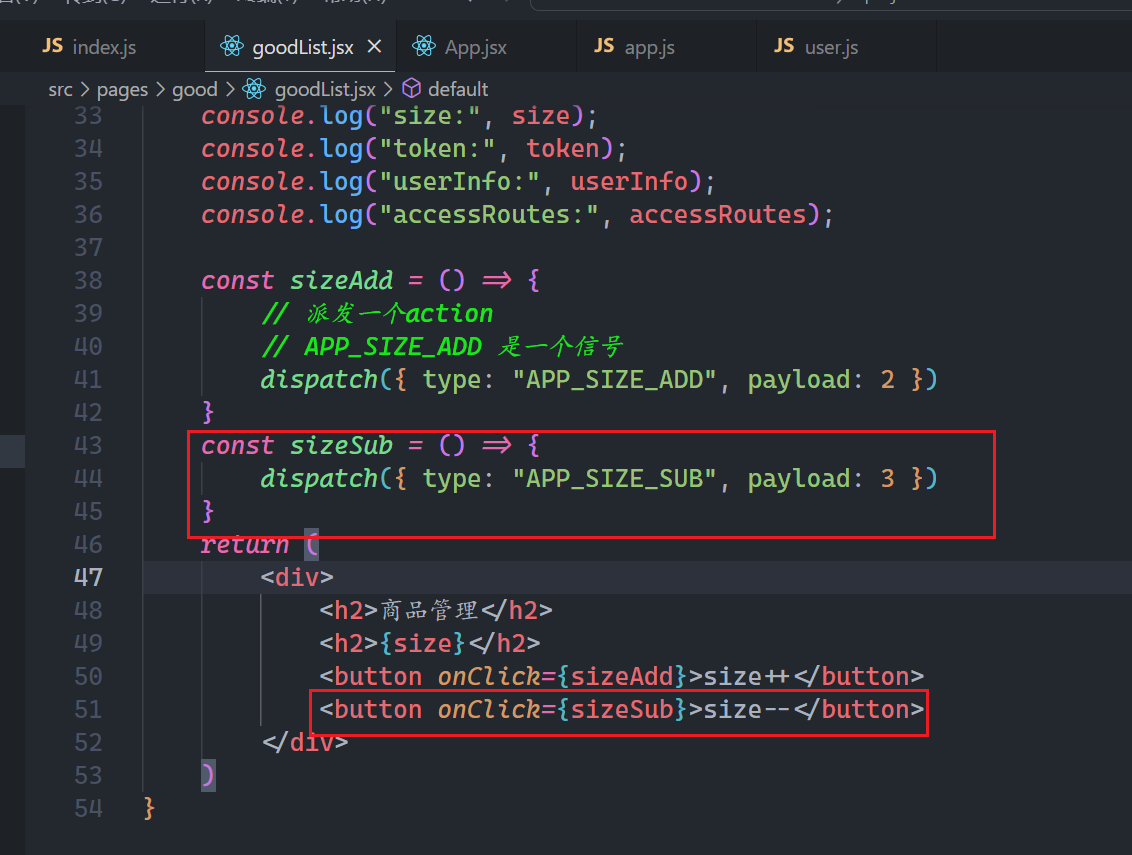 JS index.js goodList.jsx App.jsx JS app.js JS user.js
src > pages > good > goodList.jsx > default
33 console.log("size:", size);
34 console.log("token:", token);
35 console.log("userInfo:", userInfo);
36 console.log("accessRoutes:", accessRoutes);
37
38 const sizeAdd = () => {
39 // 派发一个action
40 // APP_SIZE_ADD 是一个信号
41 dispatch({ type: "APP_SIZE_ADD", payload: 2 })
42 }
43 const sizeSub = () => {
44 dispatch({ type: "APP_SIZE_SUB", payload: 3 })
45 }
46 return (
47 <div>
48 <h2>商品管理</h2>
49 <h2>{size}</h2>
50 <button onClick={sizeAdd}>size++</button>
51 <button onClick={sizeSub}>size--</button>
52 </div>
53 )
54 }